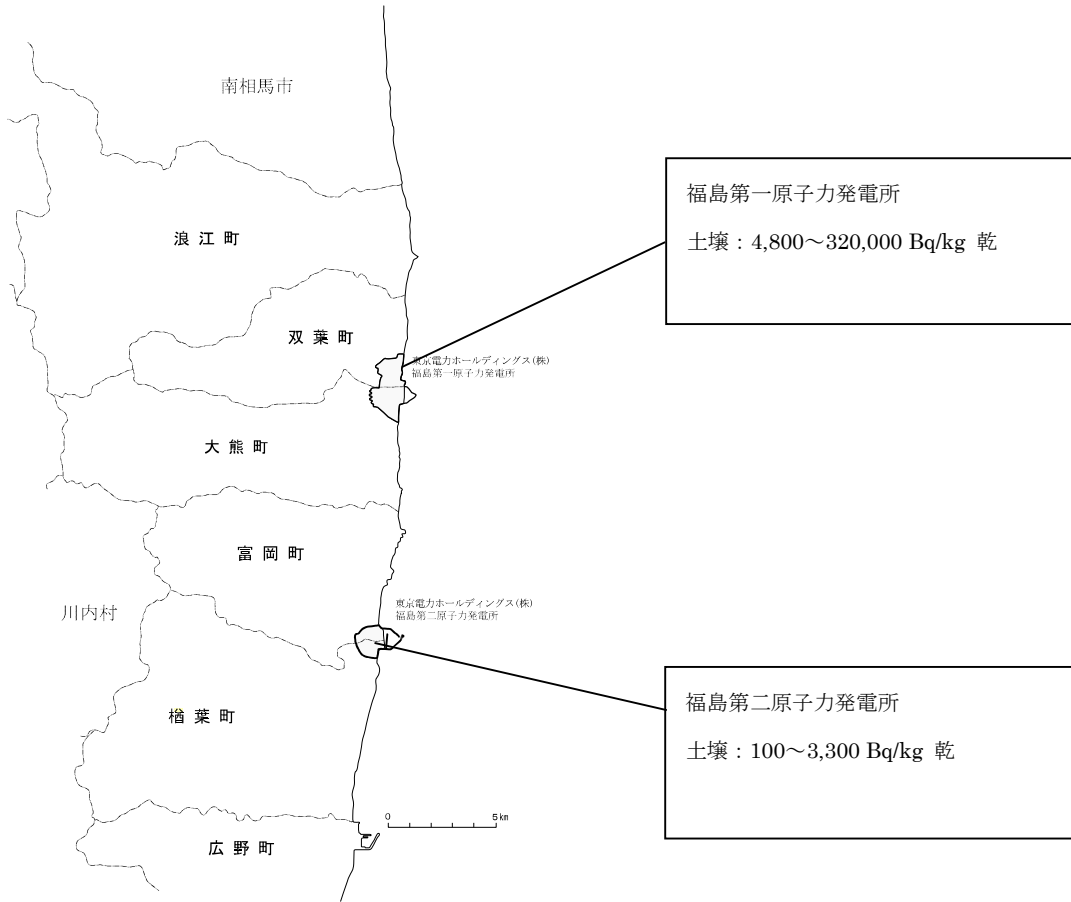 南相馬市
福島第一原子力発電所
土壌：4,800～320,000 Bq/kg 乾
浪 江 町
双 葉 町
東京電力ホールディングス(株)
福島第一原子力発電所
大 熊 町
富 岡 町
川内村
東京電力ホールディングス(株)
福島第二原子力発電所
福島第二原子力発電所
土壌：100～3,300 Bq/kg 乾
楢 葉 町
0 5km
広 野 町